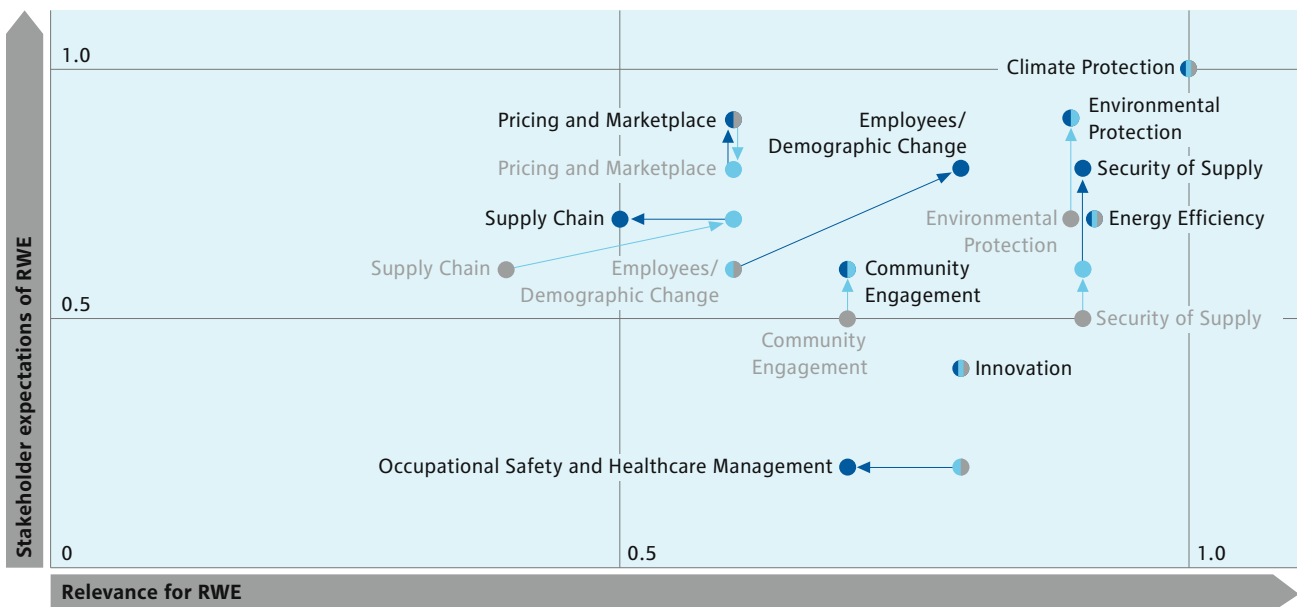 Stakeholder expectations of RWE
1.0
Climate Protection
Pricing and Marketplace
Employees/
Demographic Change
Environmental
Protection
Pricing and Marketplace
Security of Supply
Supply Chain
Environmental
Protection
Energy Efficiency
Supply Chain
Employees/
Demographic Change
Community
Engagement
0.5
Security of Supply
Community
Engagement
Innovation
Occupational Safety and Healthcare Management
0
0.5
1.0
Relevance for RWE